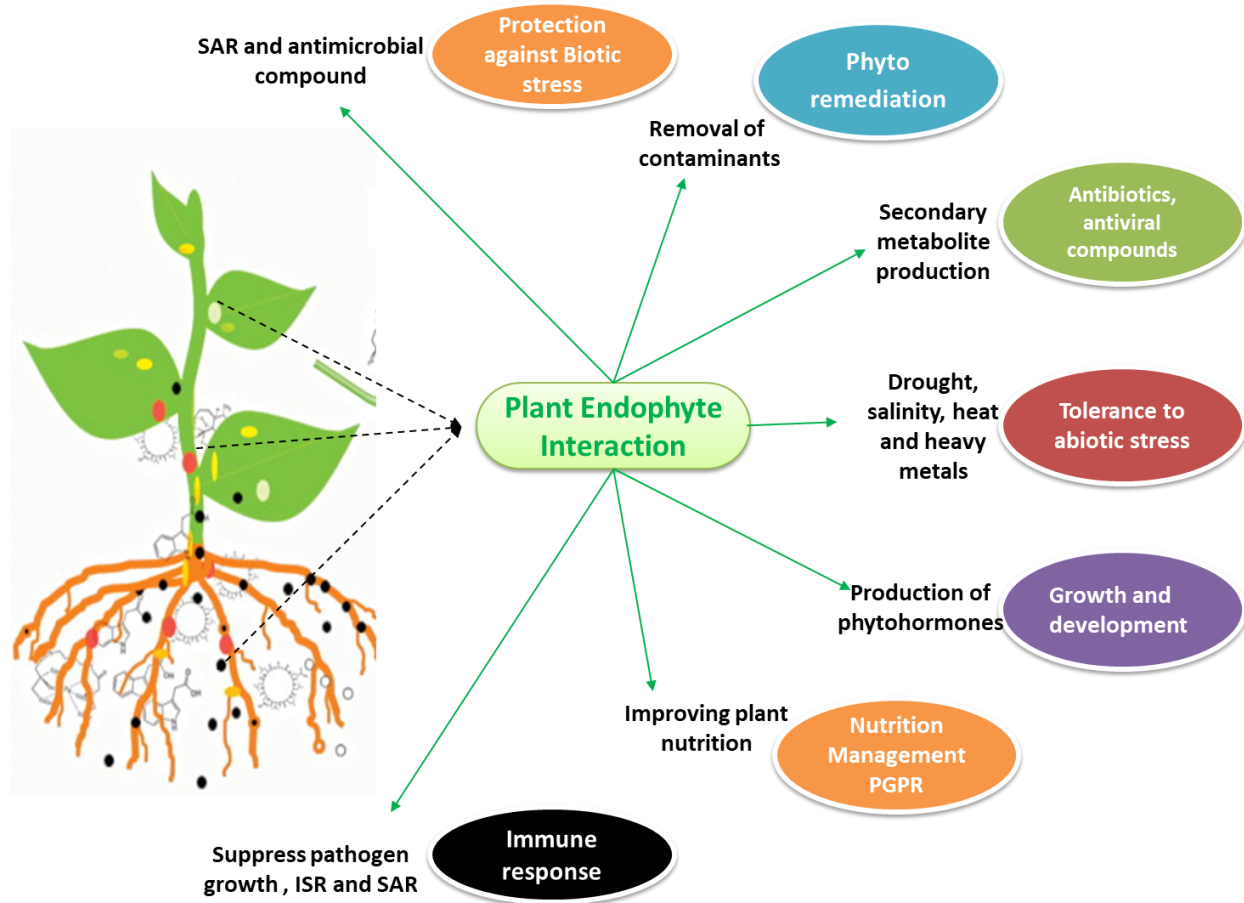 SAR and antimicrobial
compound
Protection
against Biotic
stress
Phyto
remediation
Removal of
contaminants
Secondary
metabolite
production
Antibiotics,
antiviral
compounds
Plant Endophyte
Interaction
Drought,
salinity, heat
and heavy
metals
Tolerance to
abiotic stress
Production of
phytohormones
Growth and
development
Improving plant
nutrition
Nutrition
Management
PGPR
Suppress pathogen
growth , ISR and SAR
Immune
response